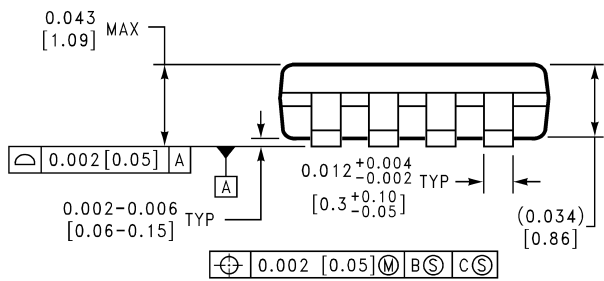 0.043
[1.09] MAX
⌓ 0.002[0.05] A
A
0.012 +0.004 -0.002 TYP
[0.3 +0.10 -0.05]
0.002-0.006
[0.06-0.15] TYP
(0.034)
[0.86]
⌖ 0.002 [0.05]Ⓜ BⓈ CⓈ